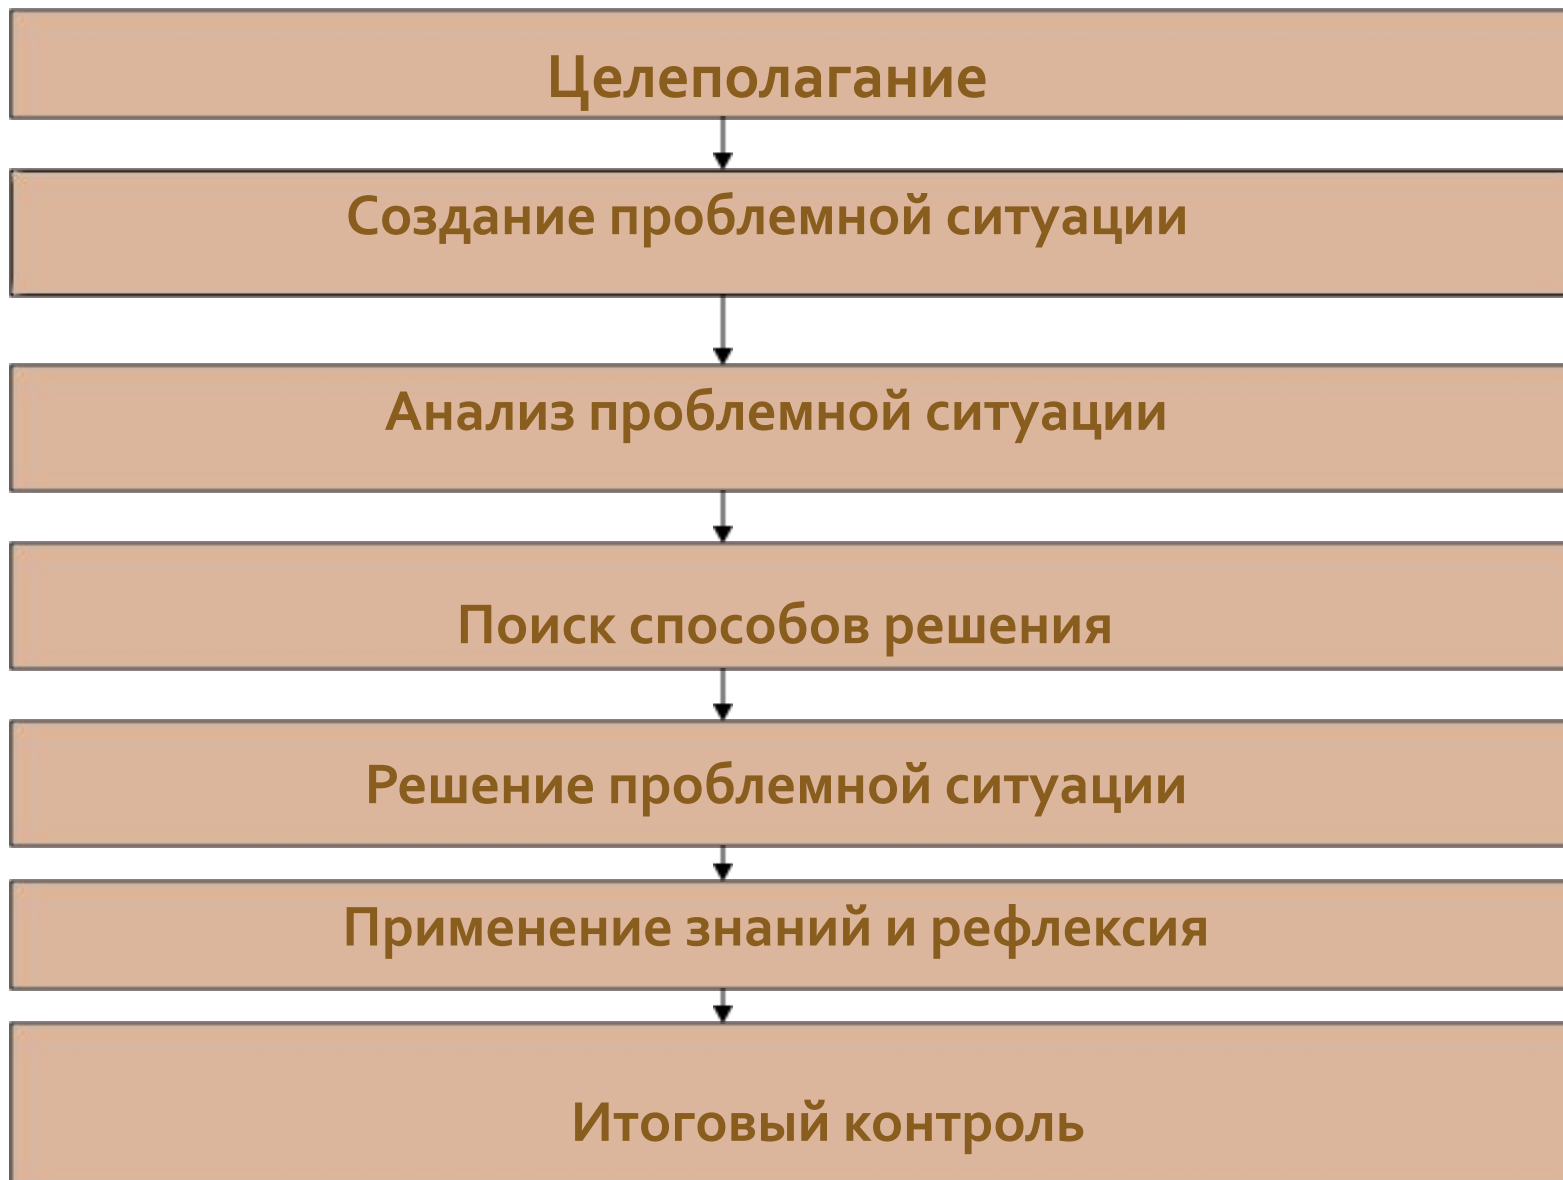 Целеполагание
Создание проблемной ситуации
Анализ проблемной ситуации
Поиск способов решения
Решение проблемной ситуации
Применение знаний и рефлексия
Итоговый контроль